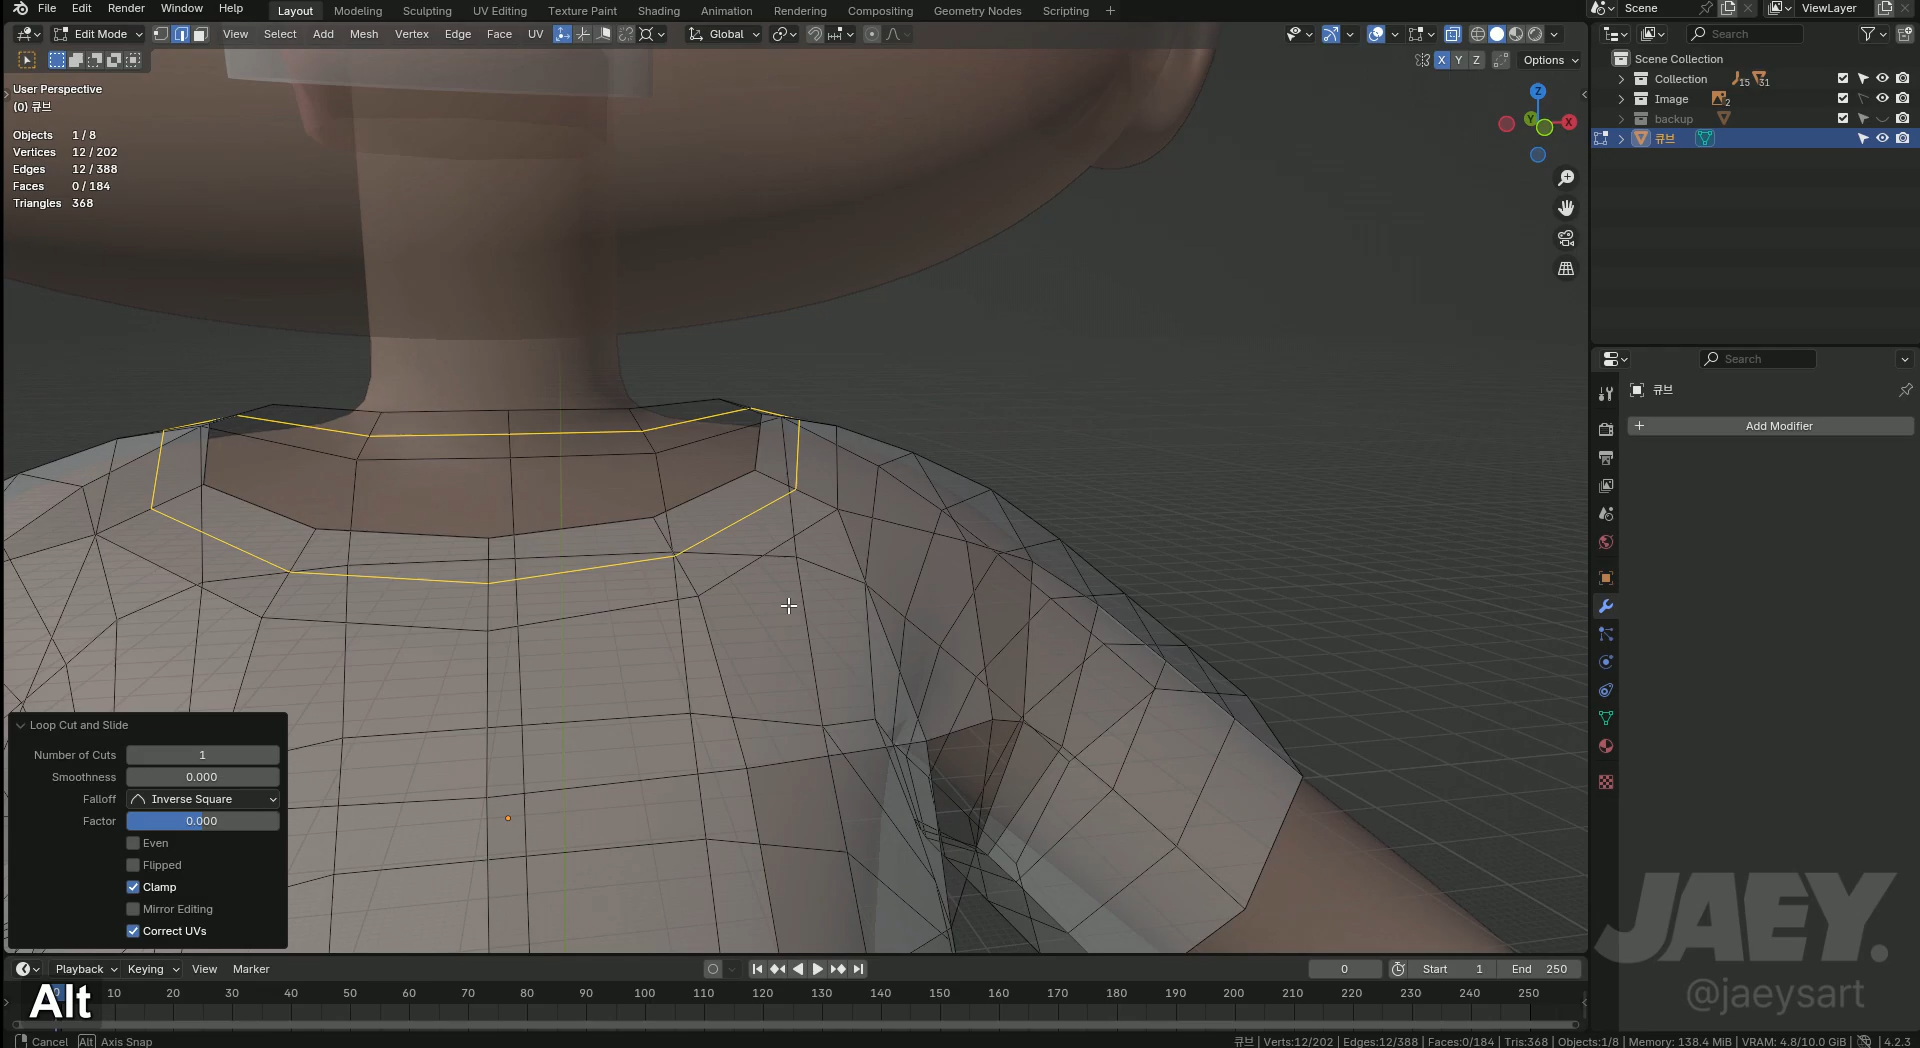 File Edit Render Window Help Layout Modeling Sculpting UV Editing Texture Paint Shading Animation Rendering Compositing Geometry Nodes Scripting + Scene ViewLayer
Edit Mode View Select Add Mesh Vertex Edge Face UV Global Search
X Y Z Options
User Perspective
(0) 큐브
Objects 1 / 8
Vertices 12 / 202
Edges 12 / 388
Faces 0 / 184
Triangles 368
Z
Y
X
Scene Collection
Collection 15 31
Image 2
backup
큐브
Search
큐브
+ Add Modifier
Loop Cut and Slide
Number of Cuts 1
Smoothness 0.000
Falloff Inverse Square
Factor 0.000
Even
Flipped
Clamp
Mirror Editing
Correct UVs
JAEY.
@jaeysart
Playback Keying View Marker 0 Start 1 End 250
0 10 20 30 40 50 60 70 80 90 100 110 120 130 140 150 160 170 180 190 200 210 220 230 240 250
Alt
Cancel Alt Axis Snap 큐브 | Verts:12/202 | Edges:12/388 | Faces:0/184 | Tris:368 | Objects:1/8 | Memory: 138.4 MiB | VRAM: 4.8/10.0 GiB | 4.2.3